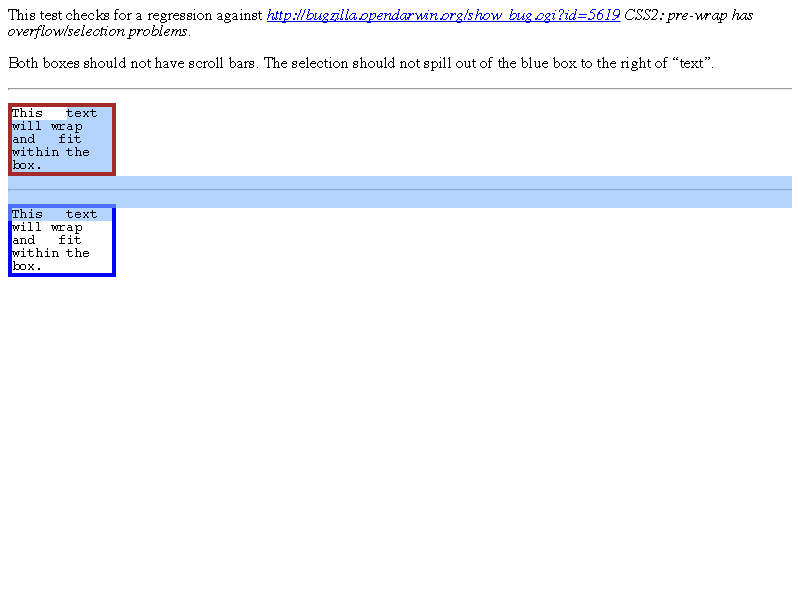 This test checks for a regression against http://bugzilla.opendarwin.org/show_bug.cgi?id=5619 CSS2: pre-wrap has
overflow/selection problems.
Both boxes should not have scroll bars. The selection should not spill out of the blue box to the right of “text”.
This   text
will wrap
and   fit
within the
box.
This   text
will wrap
and   fit
within the
box.